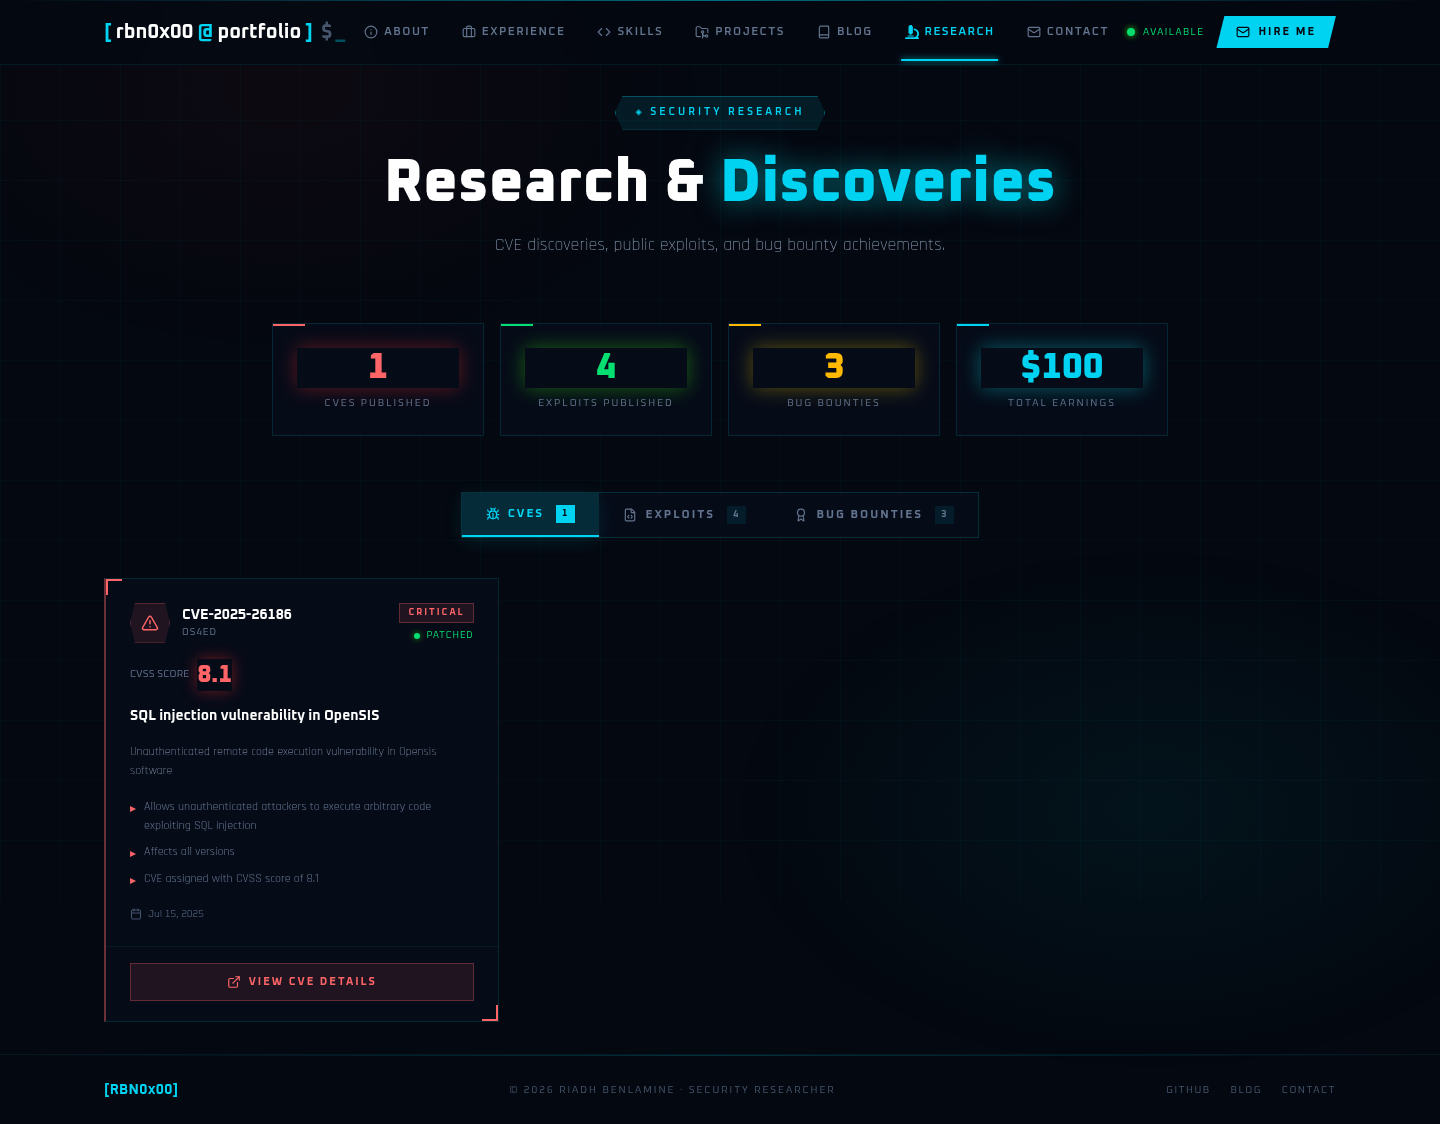 [ rbn0x00 @ portfolio ] $_
ABOUT
EXPERIENCE
SKILLS
PROJECTS
BLOG
RESEARCH
CONTACT
AVAILABLE
HIRE ME
◈ SECURITY RESEARCH
Research & Discoveries
CVE discoveries, public exploits, and bug bounty achievements.
1
CVES PUBLISHED
4
EXPLOITS PUBLISHED
3
BUG BOUNTIES
$100
TOTAL EARNINGS
CVES 1
EXPLOITS 4
BUG BOUNTIES 3
CVE-2025-26186
OS4ED
CRITICAL
PATCHED
CVSS SCORE 8.1
SQL injection vulnerability in OpenSIS
Unauthenticated remote code execution vulnerability in Opensis
software
▸ Allows unauthenticated attackers to execute arbitrary code
exploiting SQL injection
▸ Affects all versions
▸ CVE assigned with CVSS score of 8.1
Jul 15, 2025
VIEW CVE DETAILS
[RBN0x00]
© 2026 RIADH BENLAMINE · SECURITY RESEARCHER
GITHUB
BLOG
CONTACT